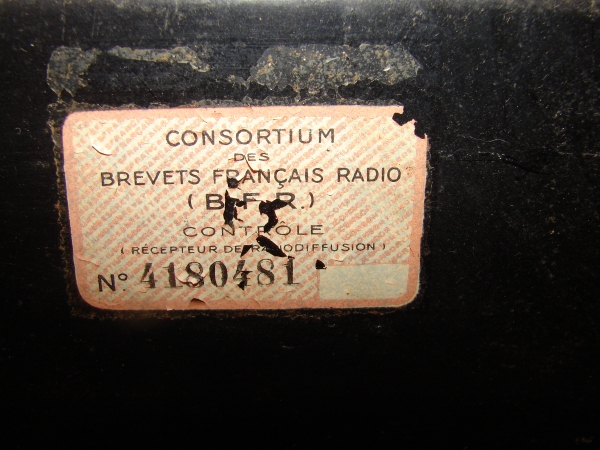 CONSORTIUM
DES
BREVETS FRANÇAIS RADIO
( B.F.R. )
CONTRÔLE
( RÉCEPTEUR DE RADIODIFFUSION )
N° 4180481